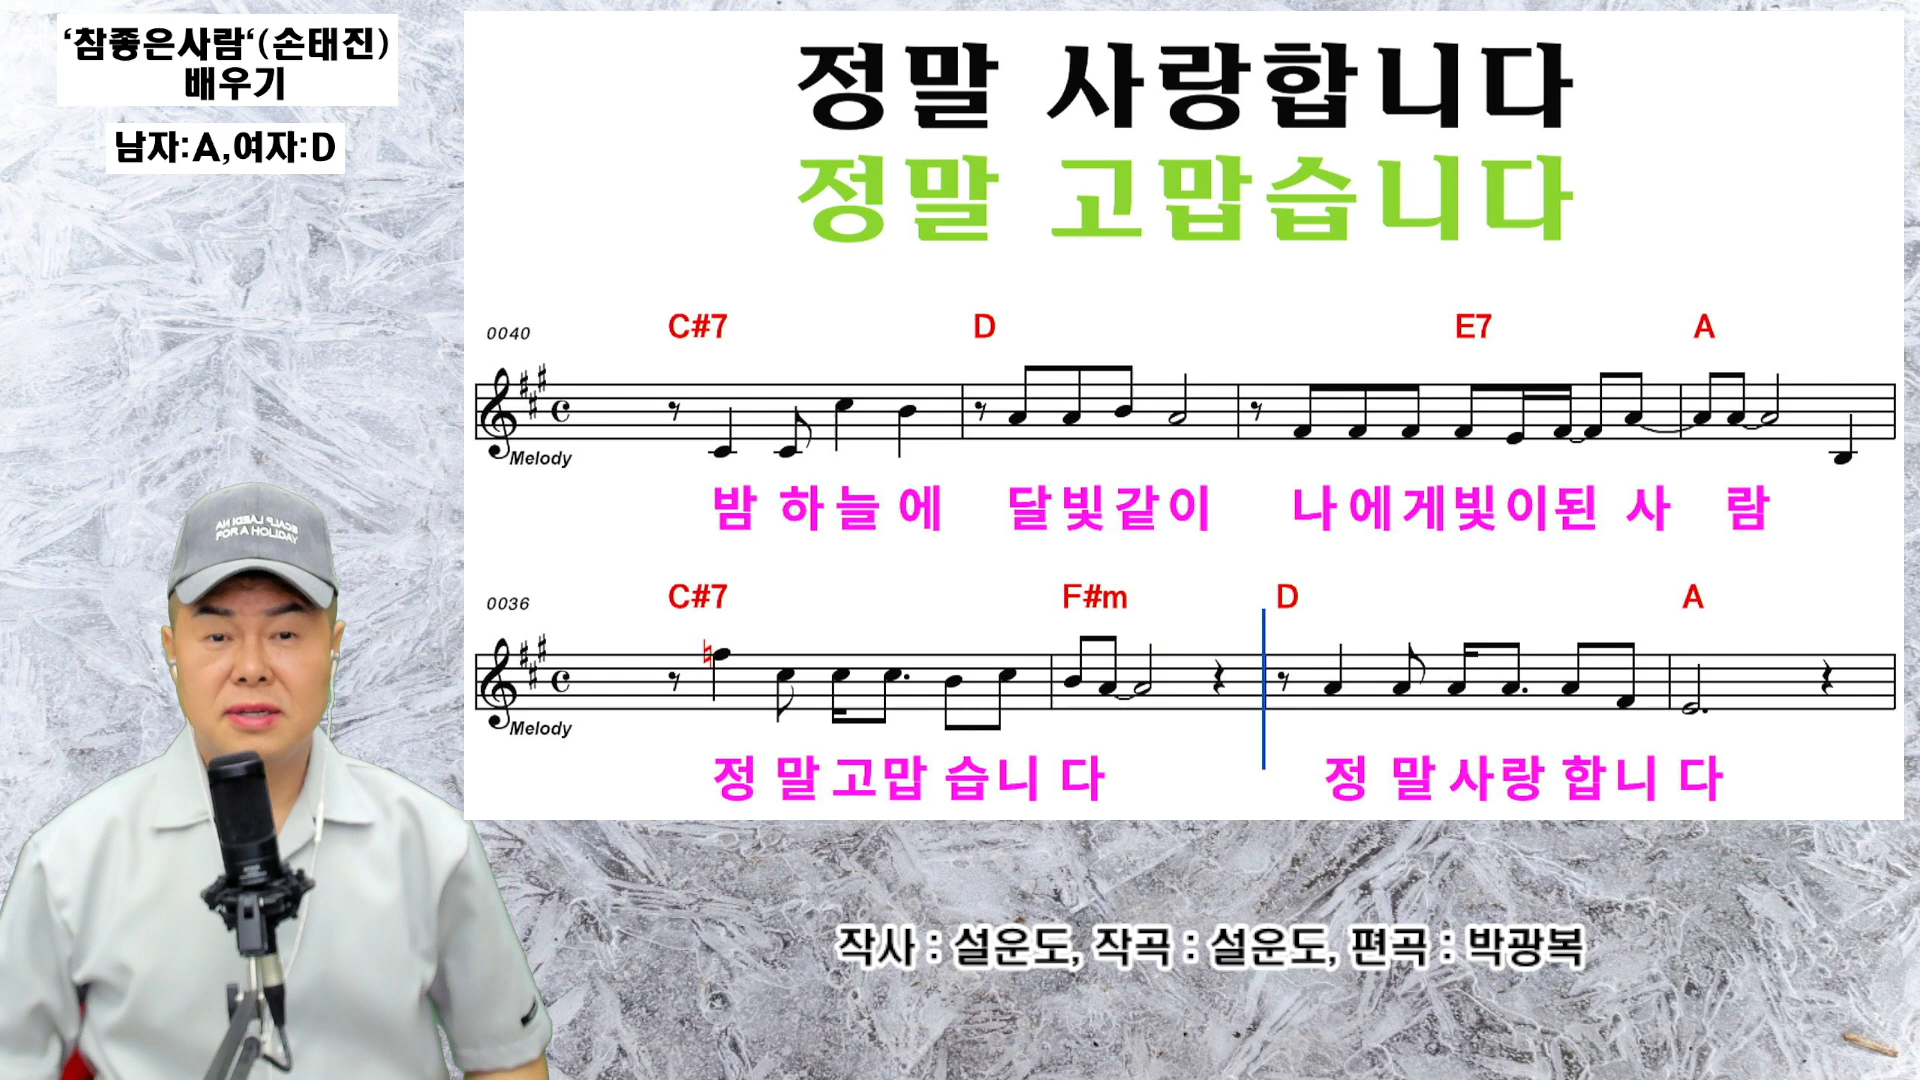 ‘참좋은사람‘(손태진)
배우기
남자:A,여자:D
정말 사랑합니다
정말 고맙습니다
0040 C#7 D E7 A
Melody
밤 하늘에 달빛같이 나에게빛이된 사 람
0036 C#7 F#m D A
Melody
정 말고맙 습니 다 정 말사랑 합니 다
FOR A HOLIDAY
작사 : 설운도, 작곡 : 설운도, 편곡 : 박광복